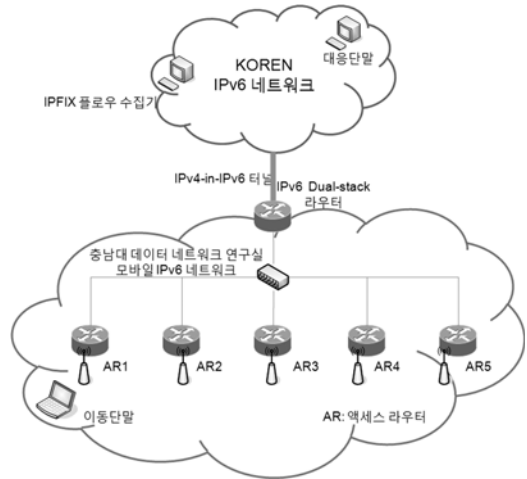 대응단말
KOREN
IPv6 네트워크
IPFIX 플로우 수집기
IPv4-in-IPv6 터널
IPv6 Dual-stack
라우터
충남대 데이터 네트워크 연구실
모바일 IPv6 네트워크
AR1
AR2
AR3
AR4
AR5
이동단말
AR: 액세스 라우터